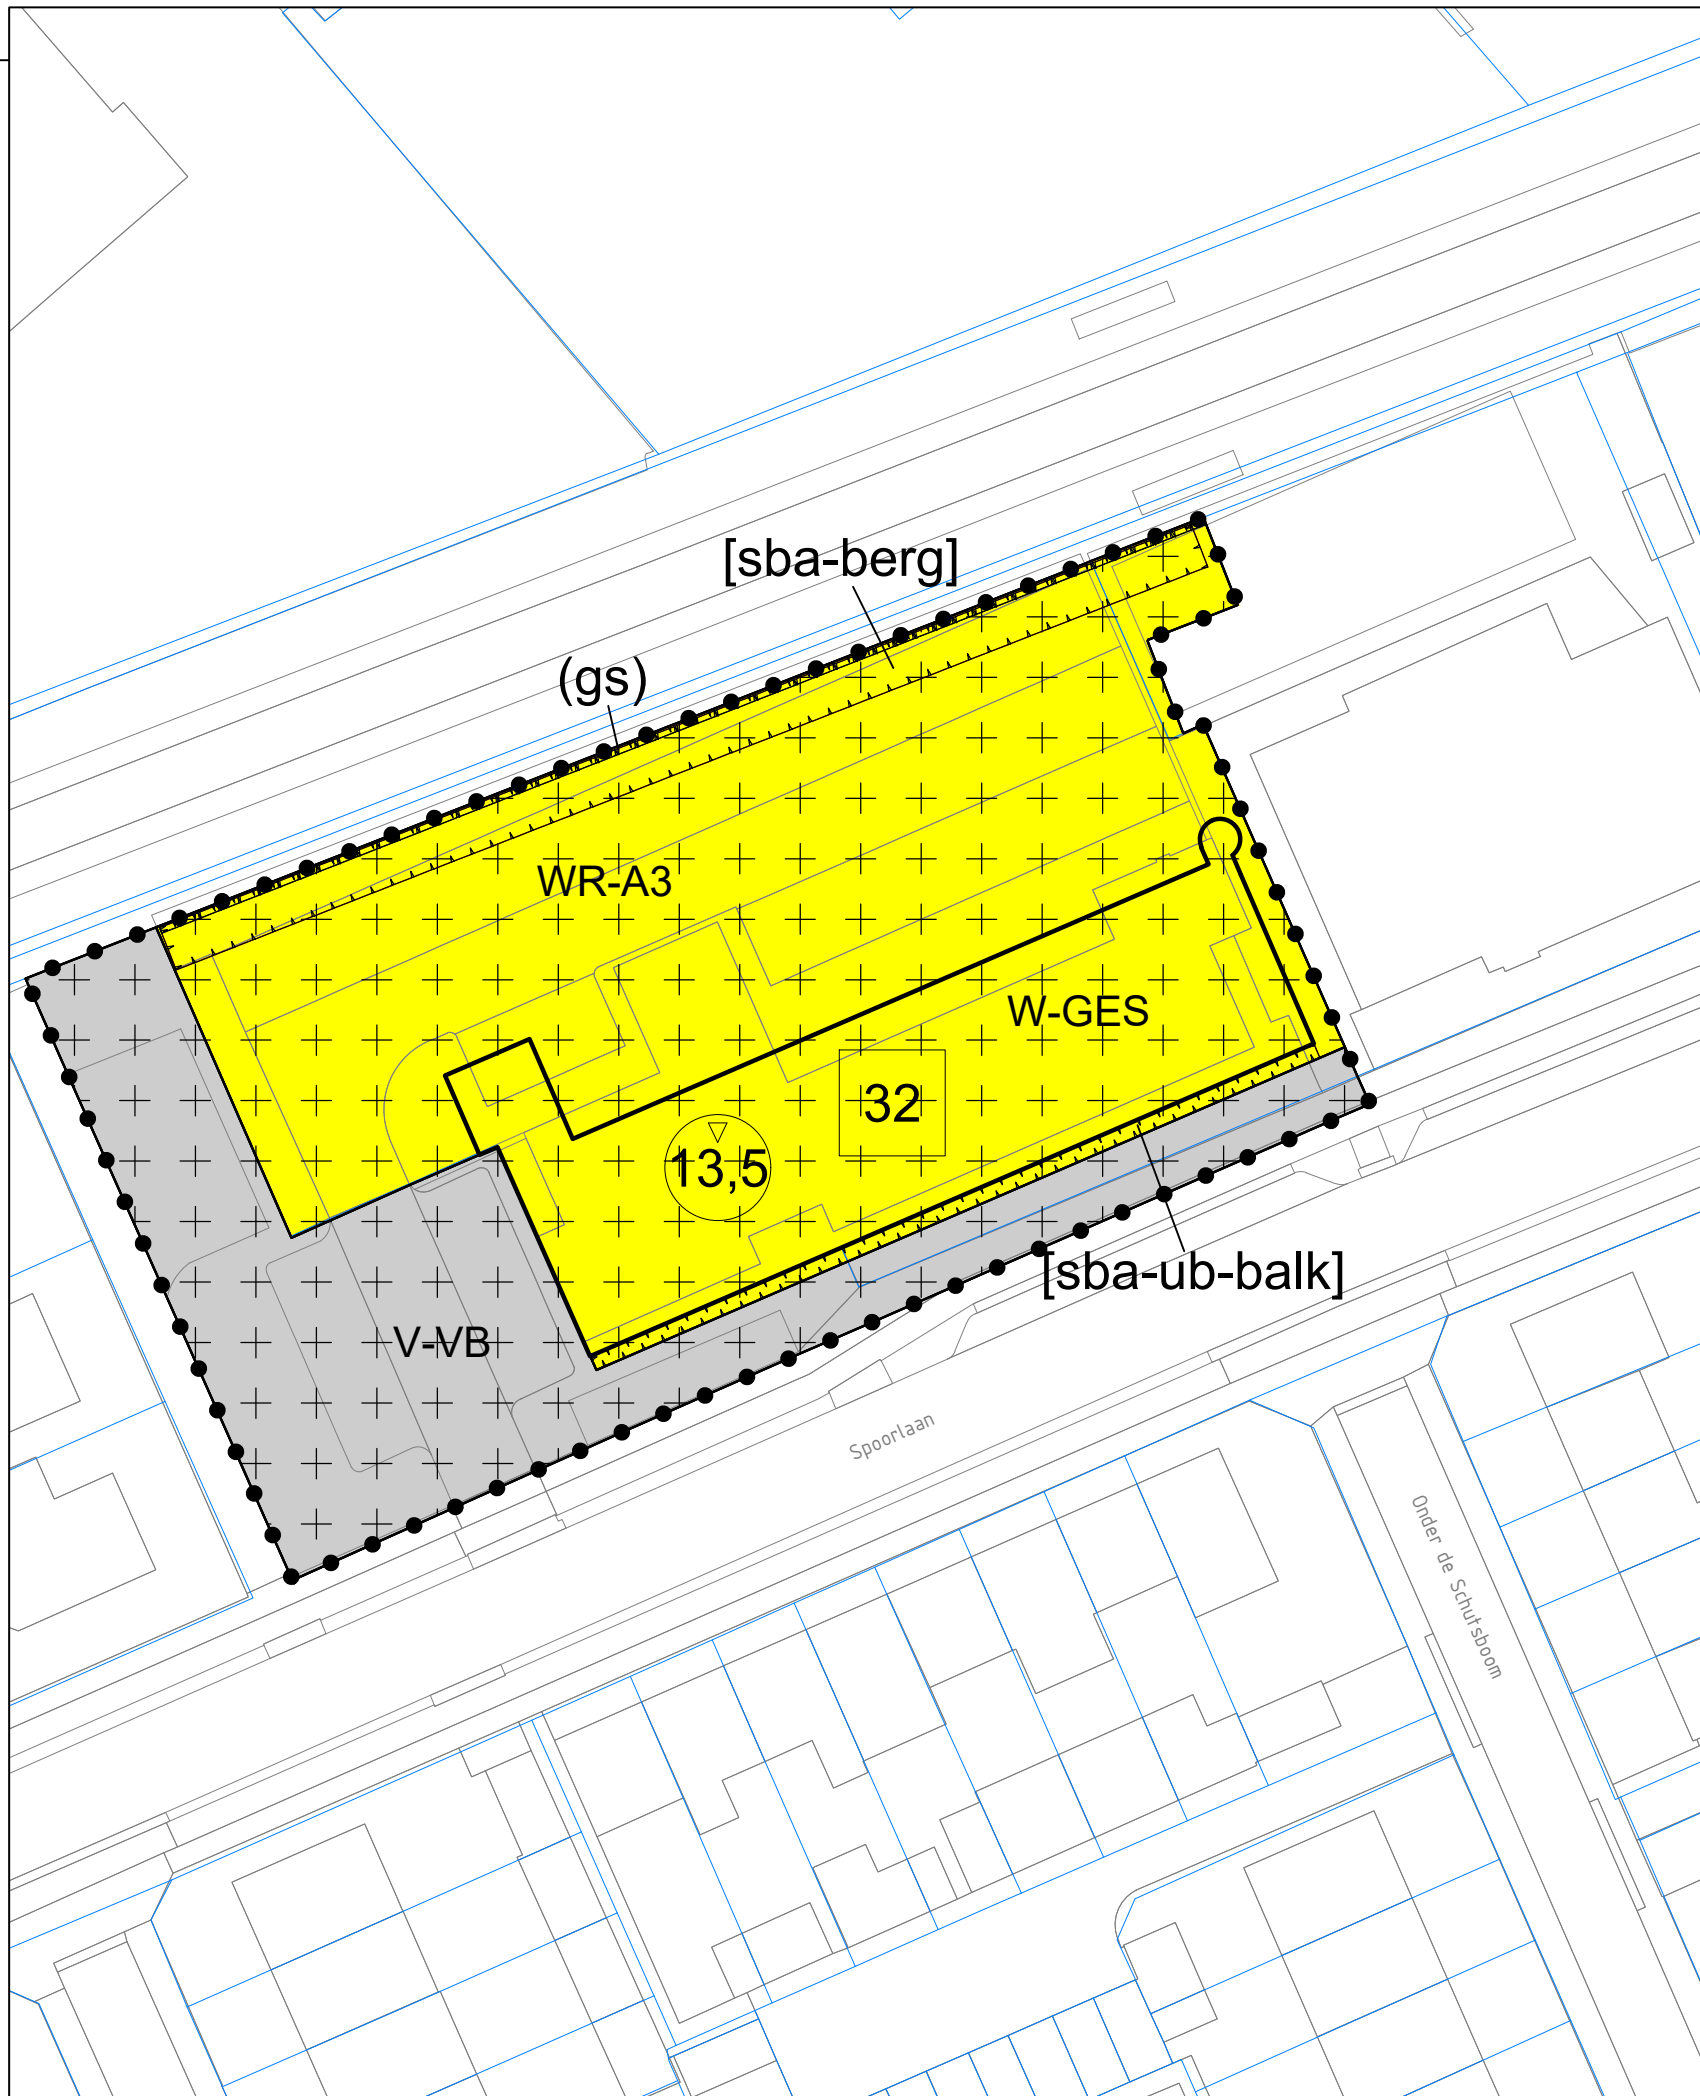 [sba-berg]
(gs)
WR-A3
W-GES
32
13,5
[sba-ub-balk]
V-VB
Spoorlaan
Onder de Schutsboom